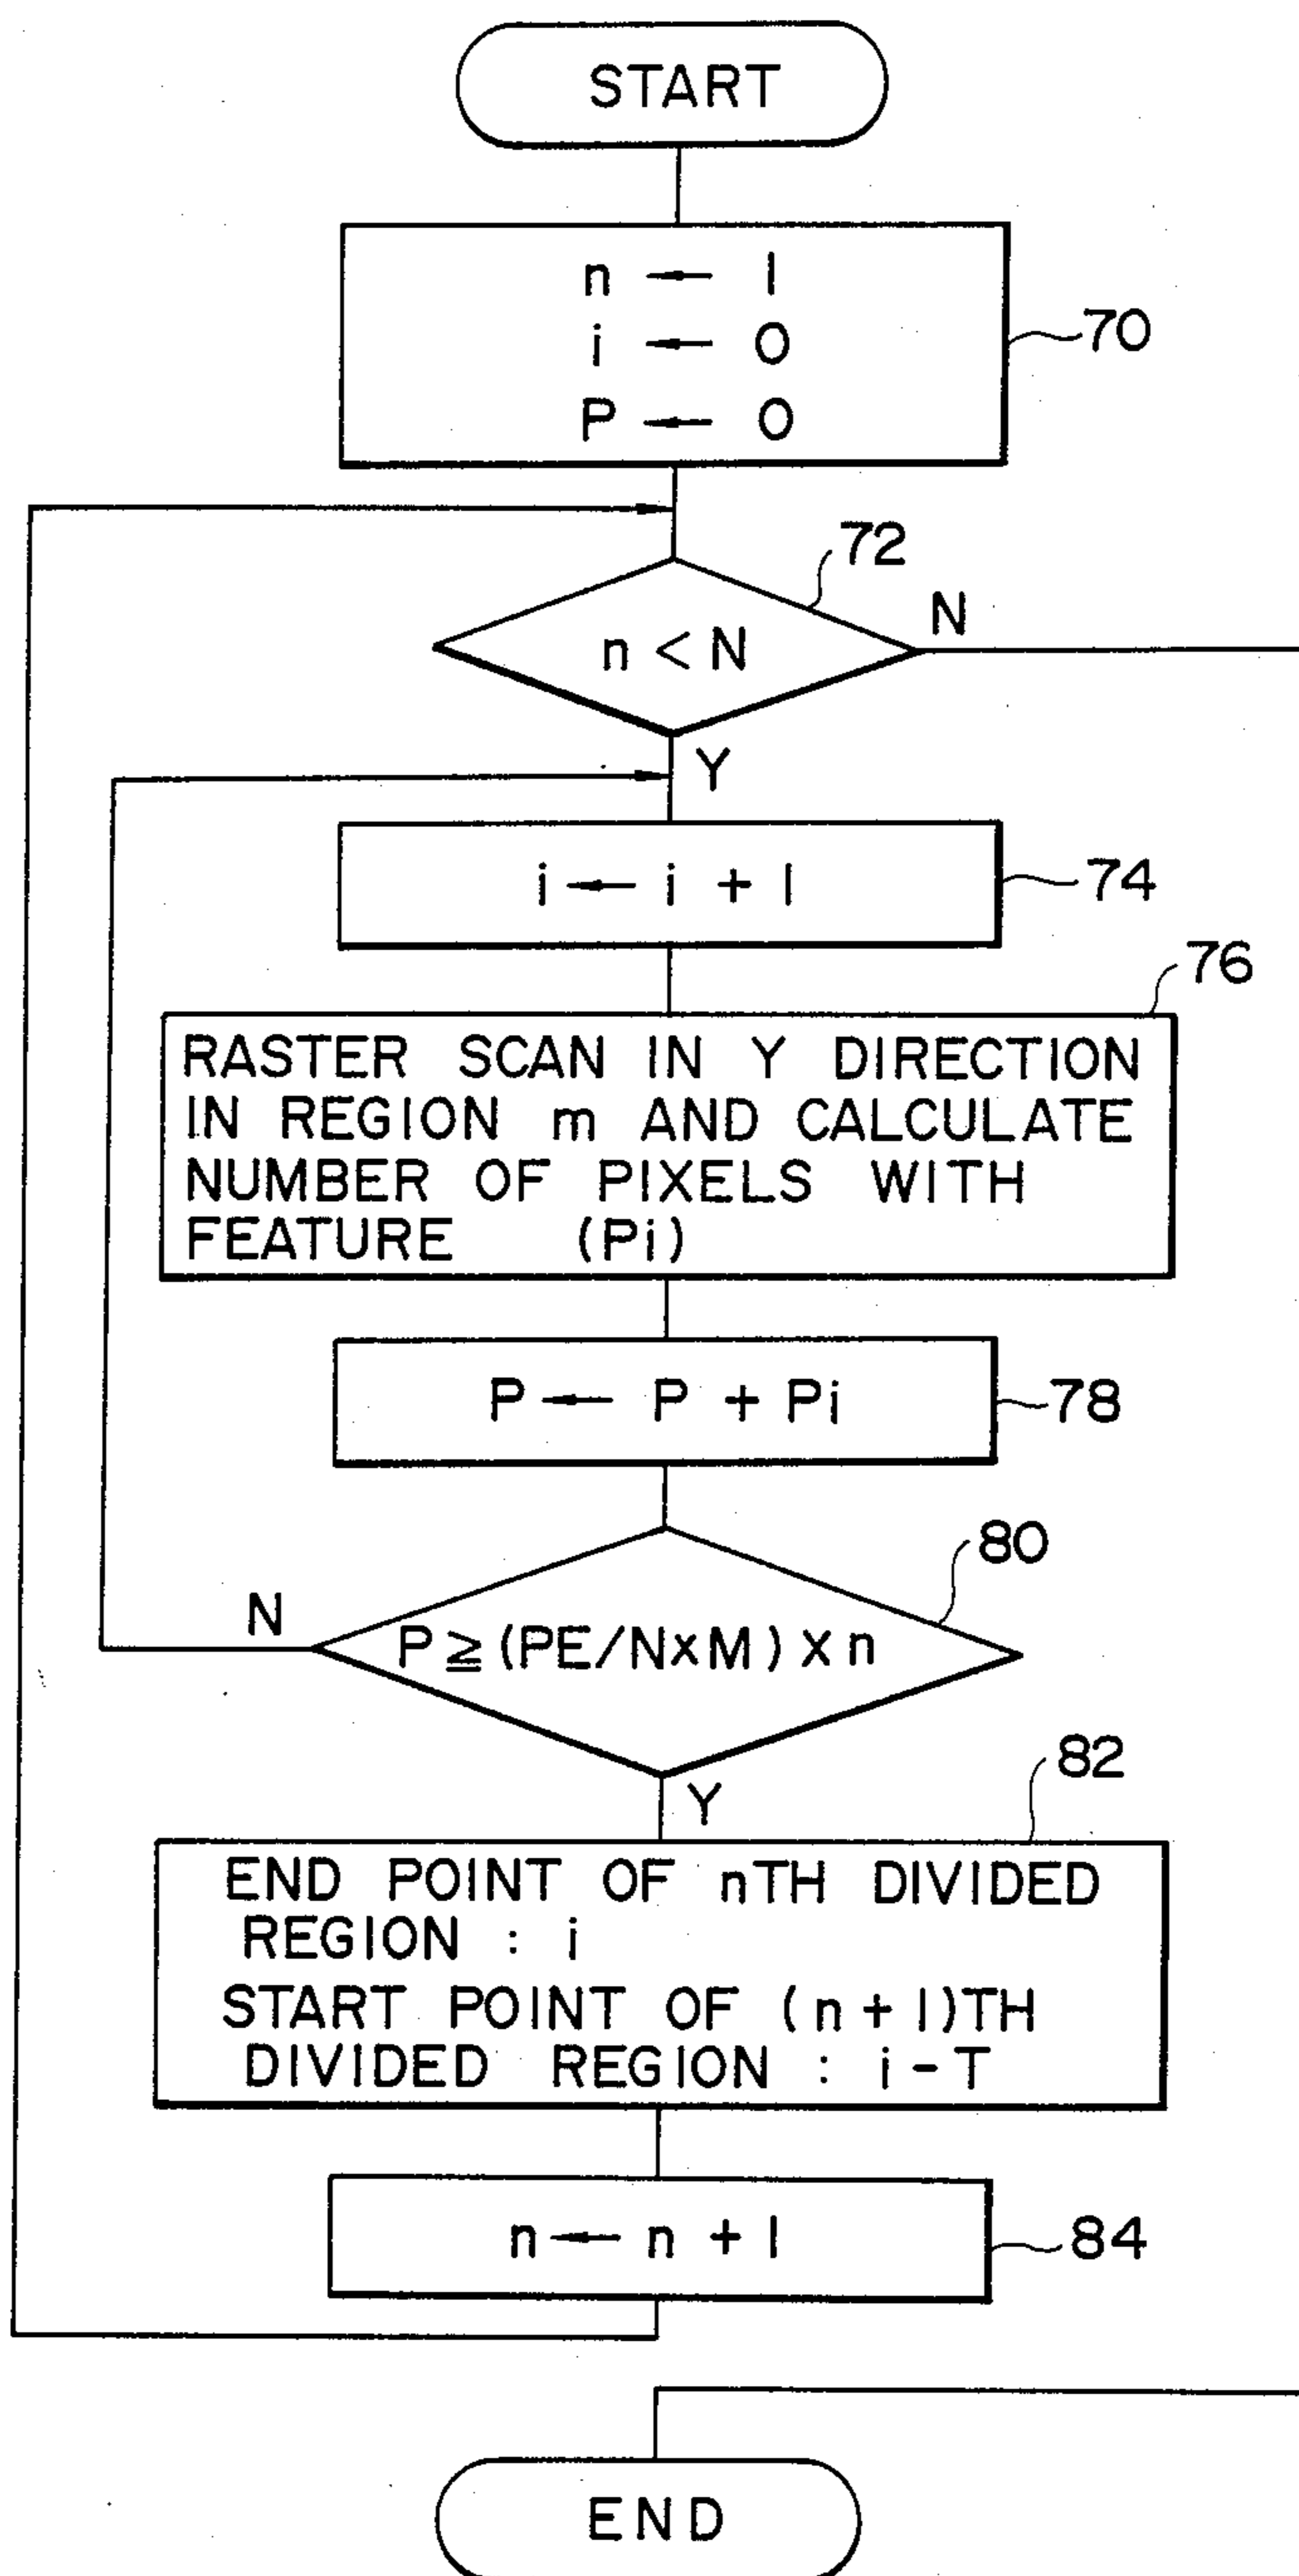 START
n ← 1
i ← 0
P ← 0
70
72
n < N
N
Y
i ← i + 1
74
76
RASTER SCAN IN Y DIRECTION
IN REGION m AND CALCULATE
NUMBER OF PIXELS WITH
FEATURE (Pi)
P ← P + Pi
78
80
N
P ≧ (PE/N×M) × n
Y
82
END POINT OF nTH DIVIDED
REGION : i
START POINT OF (n + 1)TH
DIVIDED REGION : i - T
n ← n + 1
84
END